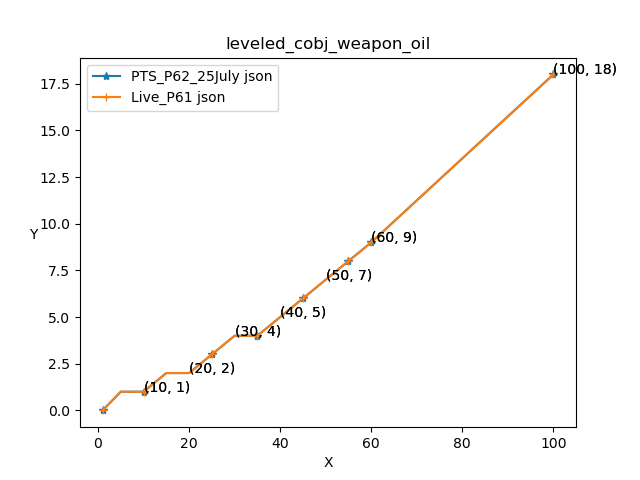 leveled_cobj_weapon_oil
PTS_P62_25July json
Live_P61 json
(100, 18)
17.5
15.0
12.5
10.0
(60, 9)
Y
7.5
(50, 7)
5.0
(40, 5)
(30, 4)
2.5
(20, 2)
(10, 1)
0.0
0 20 40 60 80 100
X